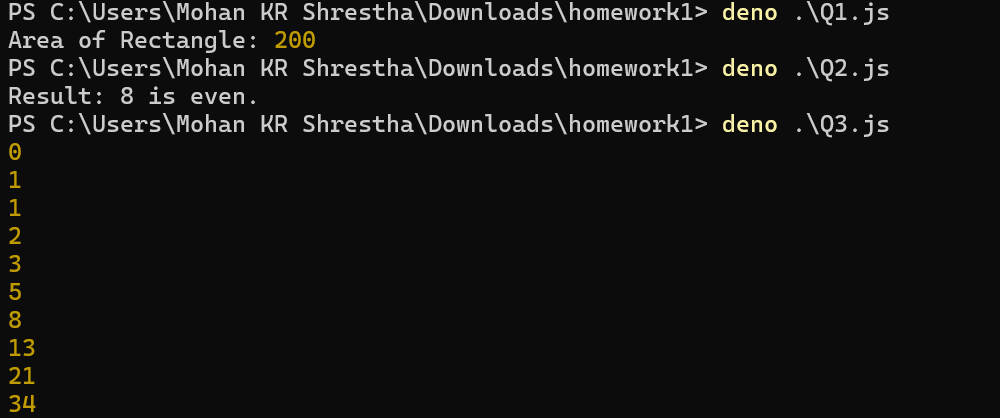 PS C:\Users\Mohan KR Shrestha\Downloads\homework1> deno .\Q1.js
Area of Rectangle: 200
PS C:\Users\Mohan KR Shrestha\Downloads\homework1> deno .\Q2.js
Result: 8 is even.
PS C:\Users\Mohan KR Shrestha\Downloads\homework1> deno .\Q3.js
0
1
1
2
3
5
8
13
21
34